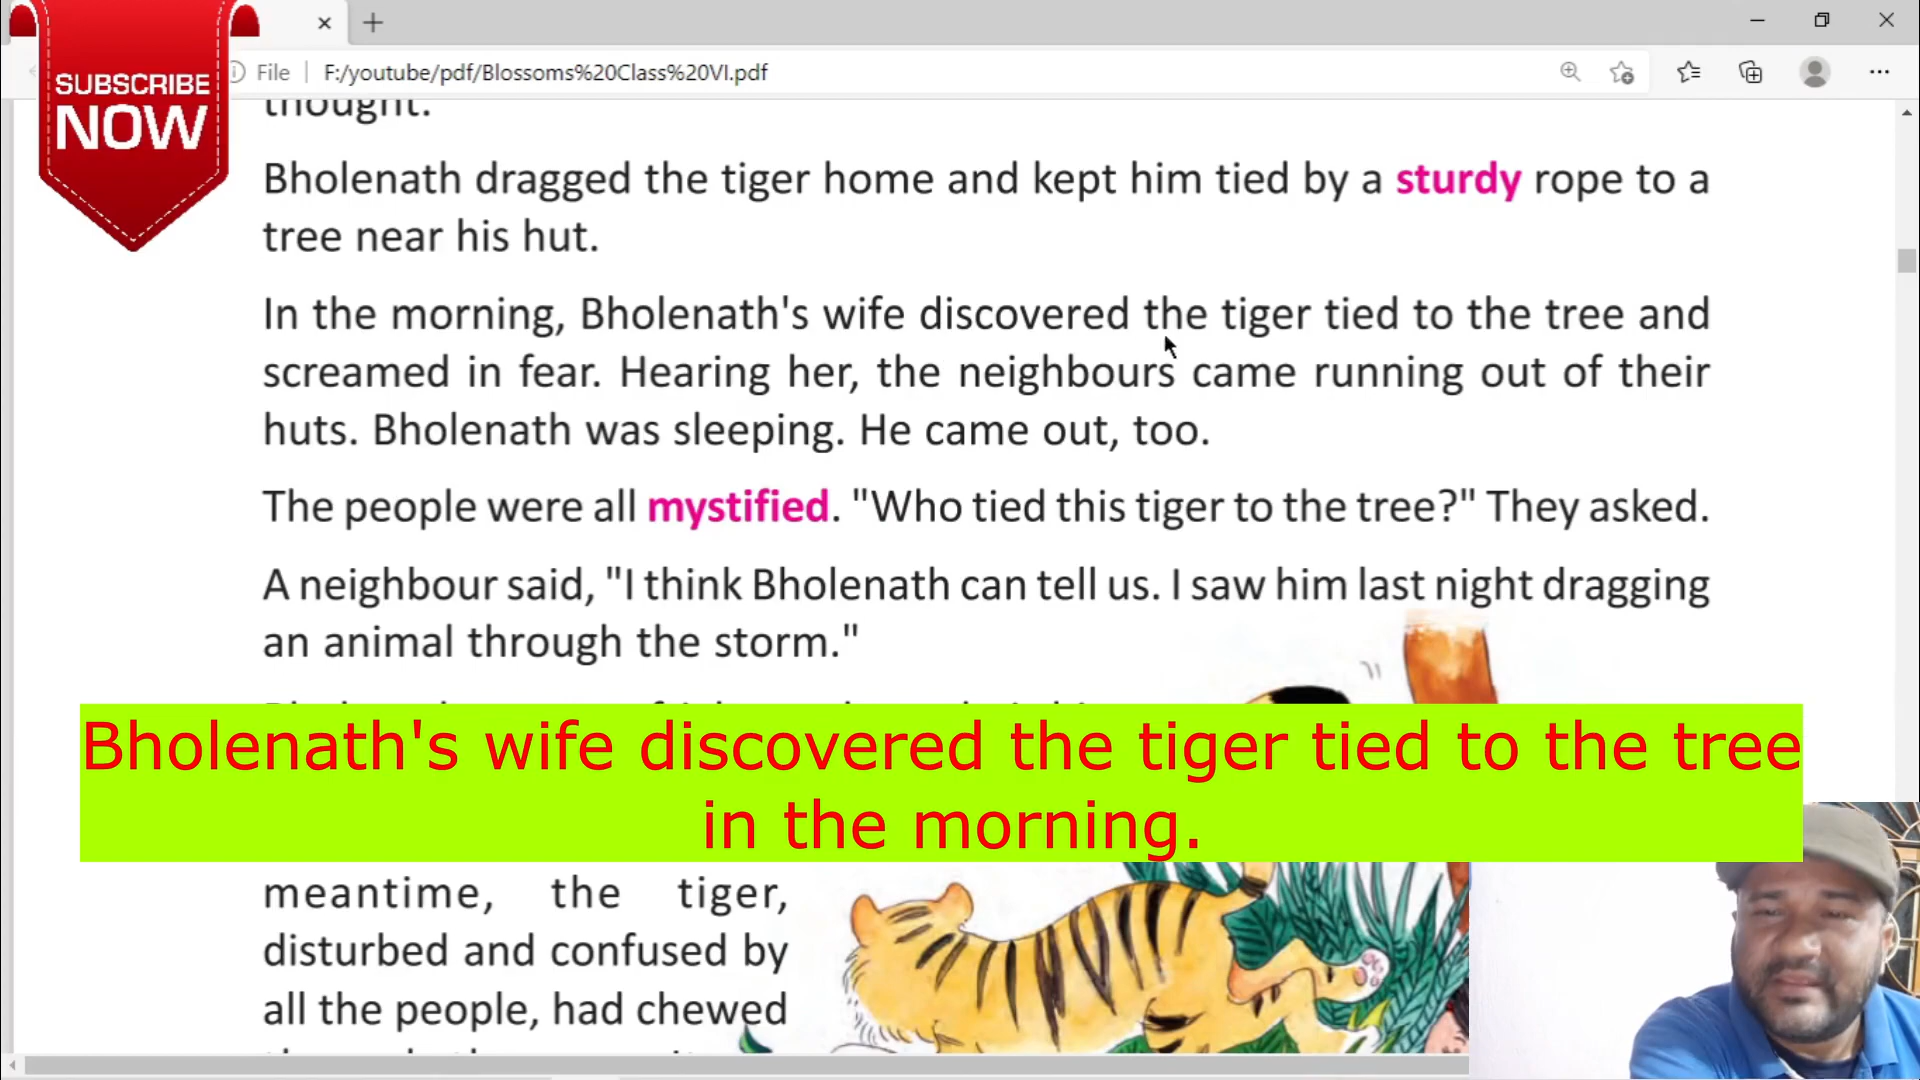 SUBSCRIBE
NOW
File
F:/youtube/pdf/Blossoms%20Class%20VI.pdf
thought.
Bholenath dragged the tiger home and kept him tied by a sturdy rope to a
tree near his hut.
In the morning, Bholenath's wife discovered the tiger tied to the tree and
screamed in fear. Hearing her, the neighbours came running out of their
huts. Bholenath was sleeping. He came out, too.
The people were all mystified. "Who tied this tiger to the tree?" They asked.
A neighbour said, "I think Bholenath can tell us. I saw him last night dragging
an animal through the storm."
Bholenath's wife discovered the tiger tied to the tree
in the morning.
meantime, the tiger,
disturbed and confused by
all the people, had chewed